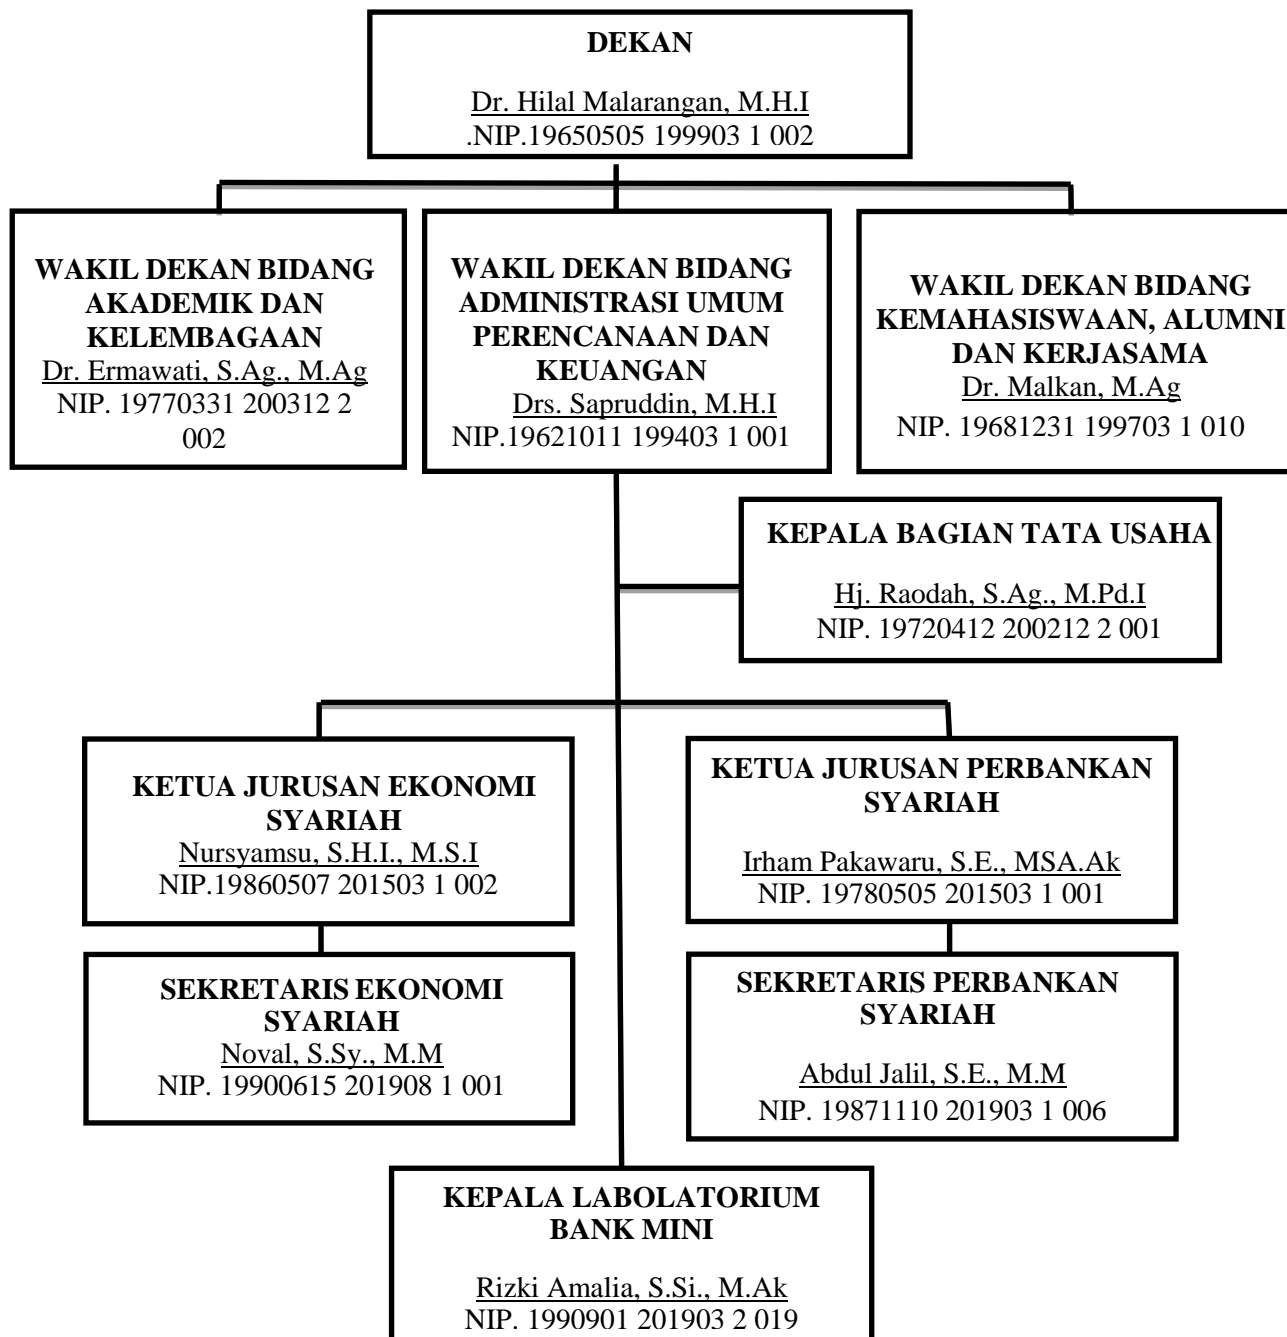 DEKAN
Dr. Hilal Malarangan, M.H.I
.NIP.19650505 199903 1 002
WAKIL DEKAN BIDANG
AKADEMIK DAN
KELEMBAGAAN
Dr. Ermawati, S.Ag., M.Ag
NIP. 19770331 200312 2
002
WAKIL DEKAN BIDANG
ADMINISTRASI UMUM
PERENCANAAN DAN
KEUANGAN
Drs. Sapruddin, M.H.I
NIP.19621011 199403 1 001
WAKIL DEKAN BIDANG
KEMAHASISWAAN, ALUMNI
DAN KERJASAMA
Dr. Malkan, M.Ag
NIP. 19681231 199703 1 010
KEPALA BAGIAN TATA USAHA
Hj. Raodah, S.Ag., M.Pd.I
NIP. 19720412 200212 2 001
KETUA JURUSAN EKONOMI
SYARIAH
Nursyamsu, S.H.I., M.S.I
NIP.19860507 201503 1 002
KETUA JURUSAN PERBANKAN
SYARIAH
Irham Pakawaru, S.E., MSA.Ak
NIP. 19780505 201503 1 001
SEKRETARIS EKONOMI
SYARIAH
Noval, S.Sy., M.M
NIP. 19900615 201908 1 001
SEKRETARIS PERBANKAN
SYARIAH
Abdul Jalil, S.E., M.M
NIP. 19871110 201903 1 006
KEPALA LABOLATORIUM
BANK MINI
Rizki Amalia, S.Si., M.Ak
NIP. 1990901 201903 2 019